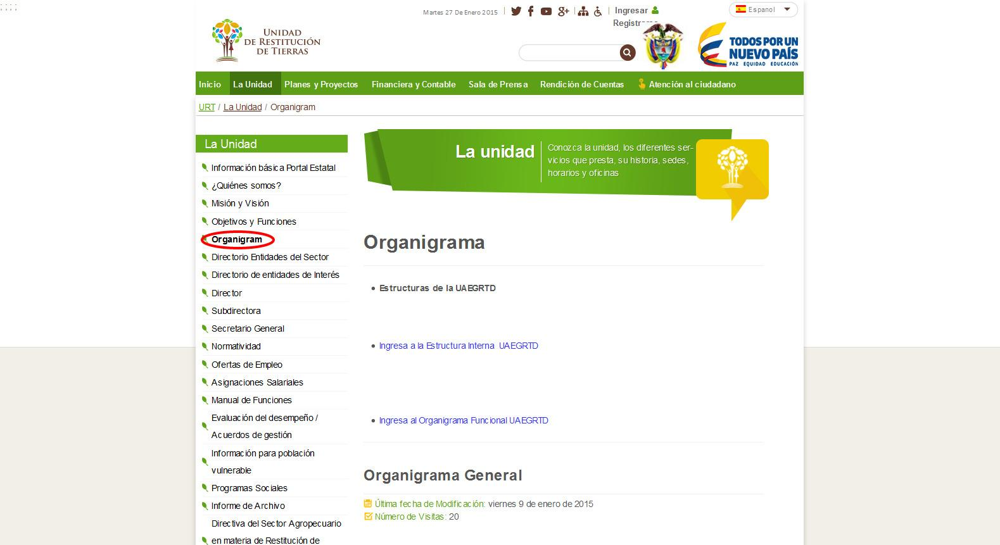 ; ; ; ;
Martes 27 De Enero 2015
Ingresar
Español
UNIDAD
DE RESTITUCIÓN
DE TIERRAS
TODOS POR UN
NUEVO PAÍS
PAZ EQUIDAD EDUCACIÓN
Inicio La Unidad Planes y Proyectos Financiera y Contable Sala de Prensa Rendición de Cuentas Atención al ciudadano
URT / La Unidad / Organigram
La Unidad
Información básica Portal Estatal
¿Quiénes somos?
Misión y Visión
Objetivos y Funciones
Organigram
Directorio Entidades del Sector
Directorio de entidades de Interés
Director
Subdirectora
Secretario General
Normatividad
Ofertas de Empleo
Asignaciones Salariales
Manual de Funciones
Evaluación del desempeño /
Acuerdos de gestión
Información para población
vulnerable
Programas Sociales
Informe de Archivo
Directiva del Sector Agropecuario
en materia de Restitución de
La unidad
Conozca la unidad, los diferentes ser-
vicios que presta, su historia, sedes,
horarios y oficinas
Organigrama
• Estructuras de la UAEGRTD
• Ingresa a la Estructura Interna UAEGRTD
• Ingresa al Organigrama Funcional UAEGRTD
Organigrama General
Última fecha de Modificación: viernes 9 de enero de 2015
Número de Visitas: 20